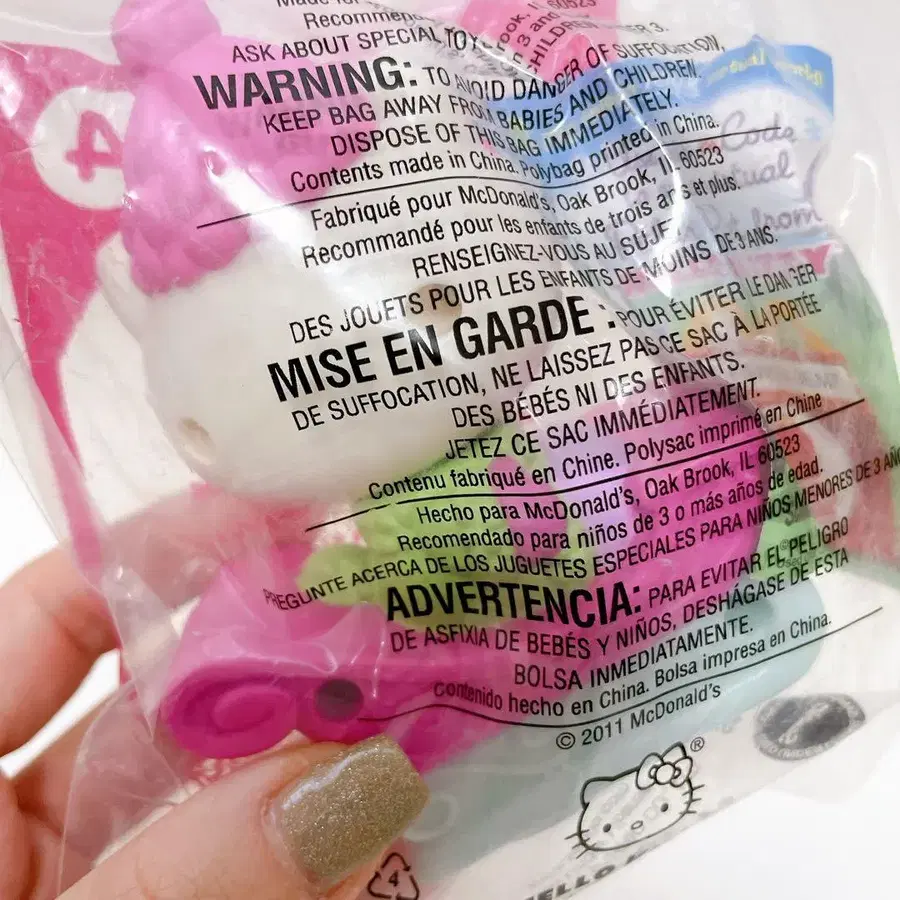 Made for
Recommen
ASK ABOUT SPECIAL TOYS
WARNING: TO AVOID DANGER OF SUFFOCATION,
KEEP BAG AWAY FROM BABIES AND CHILDREN.
DISPOSE OF THIS BAG IMMEDIATELY.
Contents made in China. Polybag printed in China.
Fabriqué pour McDonald's, Oak Brook, IL 60523
Recommandé pour les enfants de trois ans et plus.
RENSEIGNEZ-VOUS AU SUJET
DES JOUETS POUR LES ENFANTS DE MOINS DE 3 ANS.
MISE EN GARDE : POUR ÉVITER LE DANGER
DE SUFFOCATION, NE LAISSEZ PAS CE SAC À LA PORTÉE
DES BÉBÉS NI DES ENFANTS.
JETEZ CE SAC IMMÉDIATEMENT.
Contenu fabriqué en Chine. Polysac imprimé en Chine
Hecho para McDonald's, Oak Brook, IL 60523
Recomendado para niños de 3 o más años de edad.
PREGUNTE ACERCA DE LOS JUGUETES ESPECIALES PARA NIÑOS MENORES DE 3 AÑO
ADVERTENCIA: PARA EVITAR EL PELIGRO
DE ASFIXIA DE BEBÉS Y NIÑOS, DESHÁGASE DE ESTA
BOLSA INMEDIATAMENTE.
Contenido hecho en China. Bolsa impresa en China.
© 2011 McDonald's
®
4
4
Code